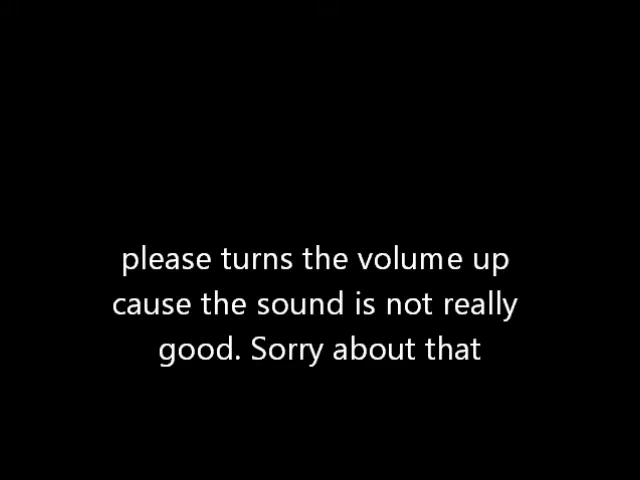 please turns the volume up
cause the sound is not really
good. Sorry about that